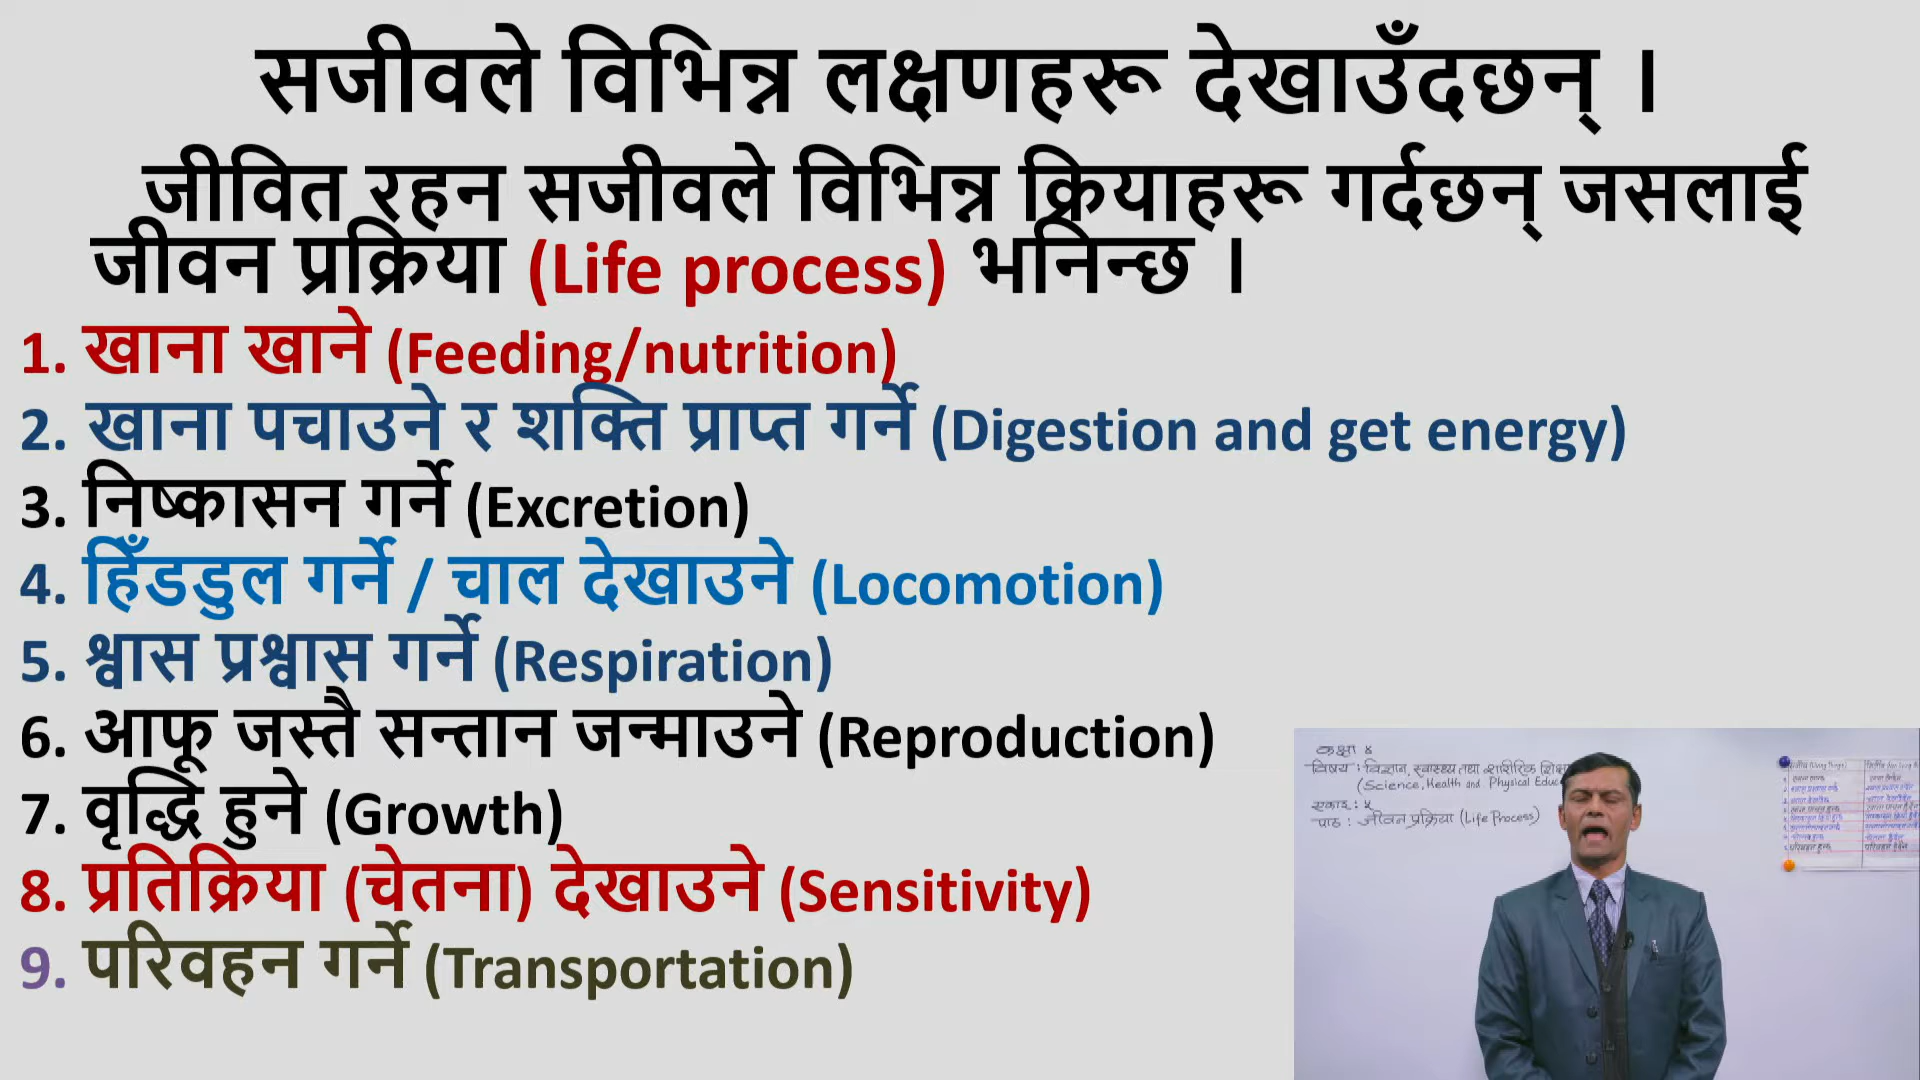 सजीवले विभिन्न लक्षणहरू देखाउँदछन् ।
जीवित रहन सजीवले विभिन्न क्रियाहरू गर्दछन् जसलाई
जीवन प्रक्रिया (Life process) भनिन्छ ।
1. खाना खाने (Feeding/nutrition)
2. खाना पचाउने र शक्ति प्राप्त गर्ने (Digestion and get energy)
3. निष्कासन गर्ने (Excretion)
4. हिँडडुल गर्ने / चाल देखाउने (Locomotion)
5. श्वास प्रश्वास गर्ने (Respiration)
6. आफू जस्तै सन्तान जन्माउने (Reproduction)
7. वृद्धि हुने (Growth)
8. प्रतिक्रिया (चेतना) देखाउने (Sensitivity)
9. परिवहन गर्ने (Transportation)
कक्षा ४
विषय : विज्ञान, स्वास्थ्य तथा शारीरिक
(Science, Health and Physical
एकाइ : ५
पाठ : जीवन प्रक्रिया (Life Process)